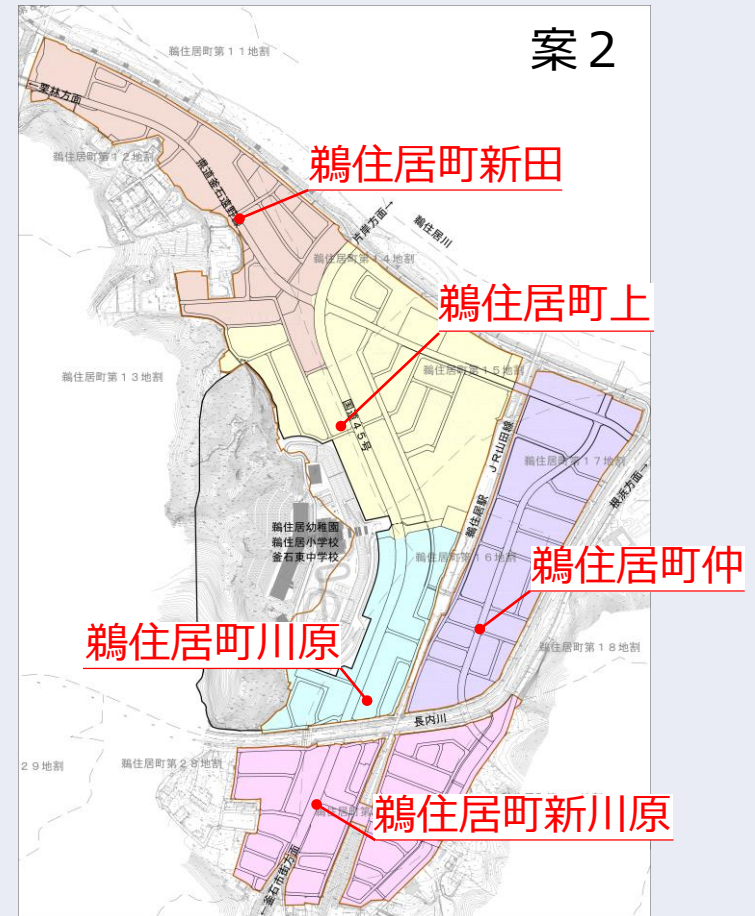 案2
鵜住居町第11地割
←栗林方面
鵜住居町第12地割
県道釜石遠野線
鵜住居町新田
片岸方面→
鵜住居川
鵜住居町第14地割
鵜住居町上
鵜住居町第13地割
鵜住居町第15地割
国道45号
JR山田線
鵜住居町第17地割
根浜方面→
鵜住居駅
鵜住居幼稚園
鵜住居小学校
釜石東中学校
鵜住居町第16地割
鵜住居町仲
鵜住居町川原
鵜住居町第18地割
長内川
29地割
鵜住居町第28地割
鵜住居町新川原
←釜石市街方面